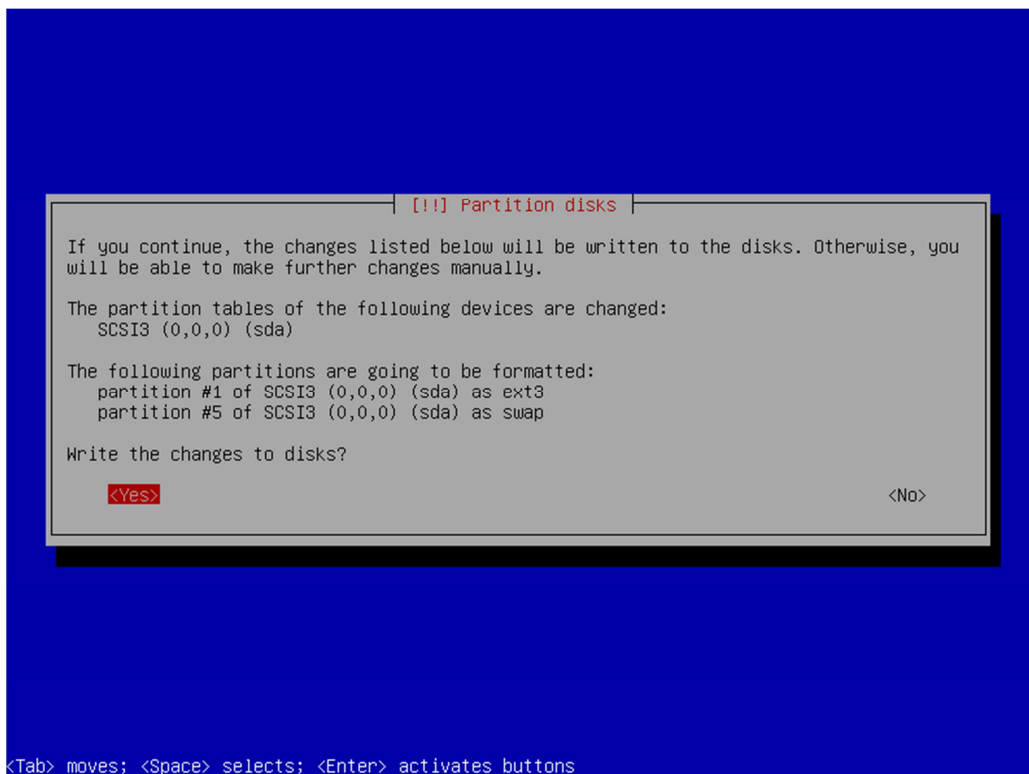 [!!] Partition disks
If you continue, the changes listed below will be written to the disks. Otherwise, you
will be able to make further changes manually.
The partition tables of the following devices are changed:
SCSI3 (0,0,0) (sda)
The following partitions are going to be formatted:
partition #1 of SCSI3 (0,0,0) (sda) as ext3
partition #5 of SCSI3 (0,0,0) (sda) as swap
Write the changes to disks?
<Yes> <No>
<Tab> moves; <Space> selects; <Enter> activates buttons